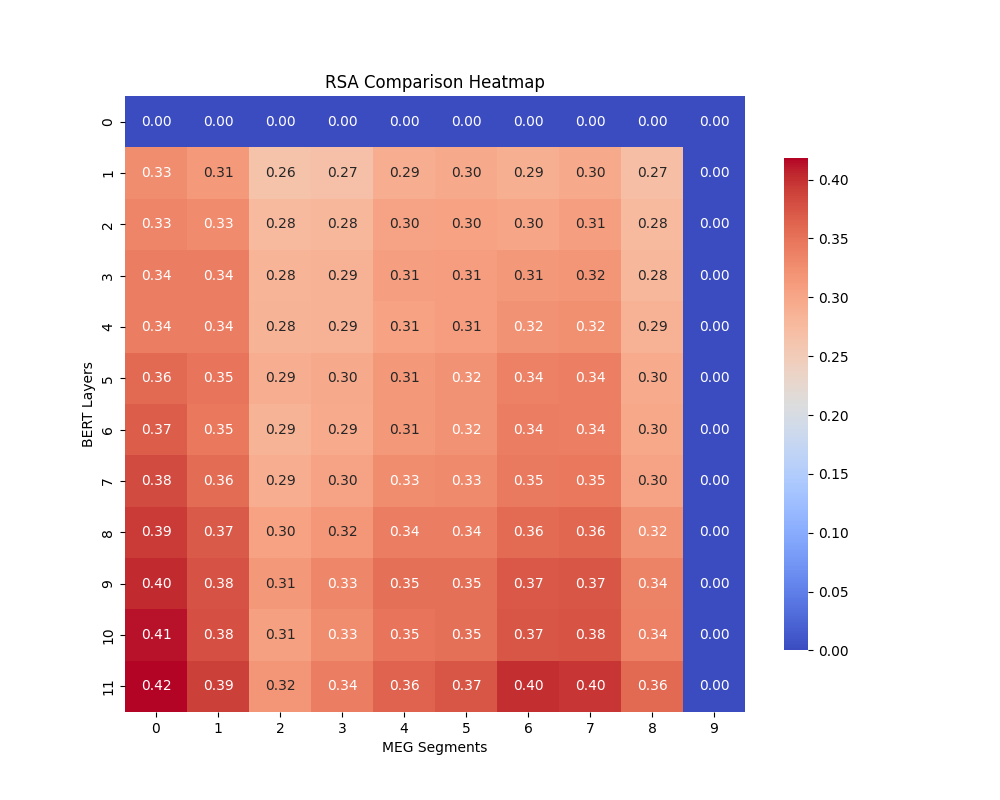 RSA Comparison Heatmap
0 0.00 0.00 0.00 0.00 0.00 0.00 0.00 0.00 0.00 0.00
1 0.33 0.31 0.26 0.27 0.29 0.30 0.29 0.30 0.27 0.00
2 0.33 0.33 0.28 0.28 0.30 0.30 0.30 0.31 0.28 0.00
3 0.34 0.34 0.28 0.29 0.31 0.31 0.31 0.32 0.28 0.00
4 0.34 0.34 0.28 0.29 0.31 0.31 0.32 0.32 0.29 0.00
5 0.36 0.35 0.29 0.30 0.31 0.32 0.34 0.34 0.30 0.00
6 0.37 0.35 0.29 0.29 0.31 0.32 0.34 0.34 0.30 0.00
7 0.38 0.36 0.29 0.30 0.33 0.33 0.35 0.35 0.30 0.00
8 0.39 0.37 0.30 0.32 0.34 0.34 0.36 0.36 0.32 0.00
9 0.40 0.38 0.31 0.33 0.35 0.35 0.37 0.37 0.34 0.00
10 0.41 0.38 0.31 0.33 0.35 0.35 0.37 0.38 0.34 0.00
11 0.42 0.39 0.32 0.34 0.36 0.37 0.40 0.40 0.36 0.00
0 1 2 3 4 5 6 7 8 9
MEG Segments
BERT Layers
0.40
0.35
0.30
0.25
0.20
0.15
0.10
0.05
0.00